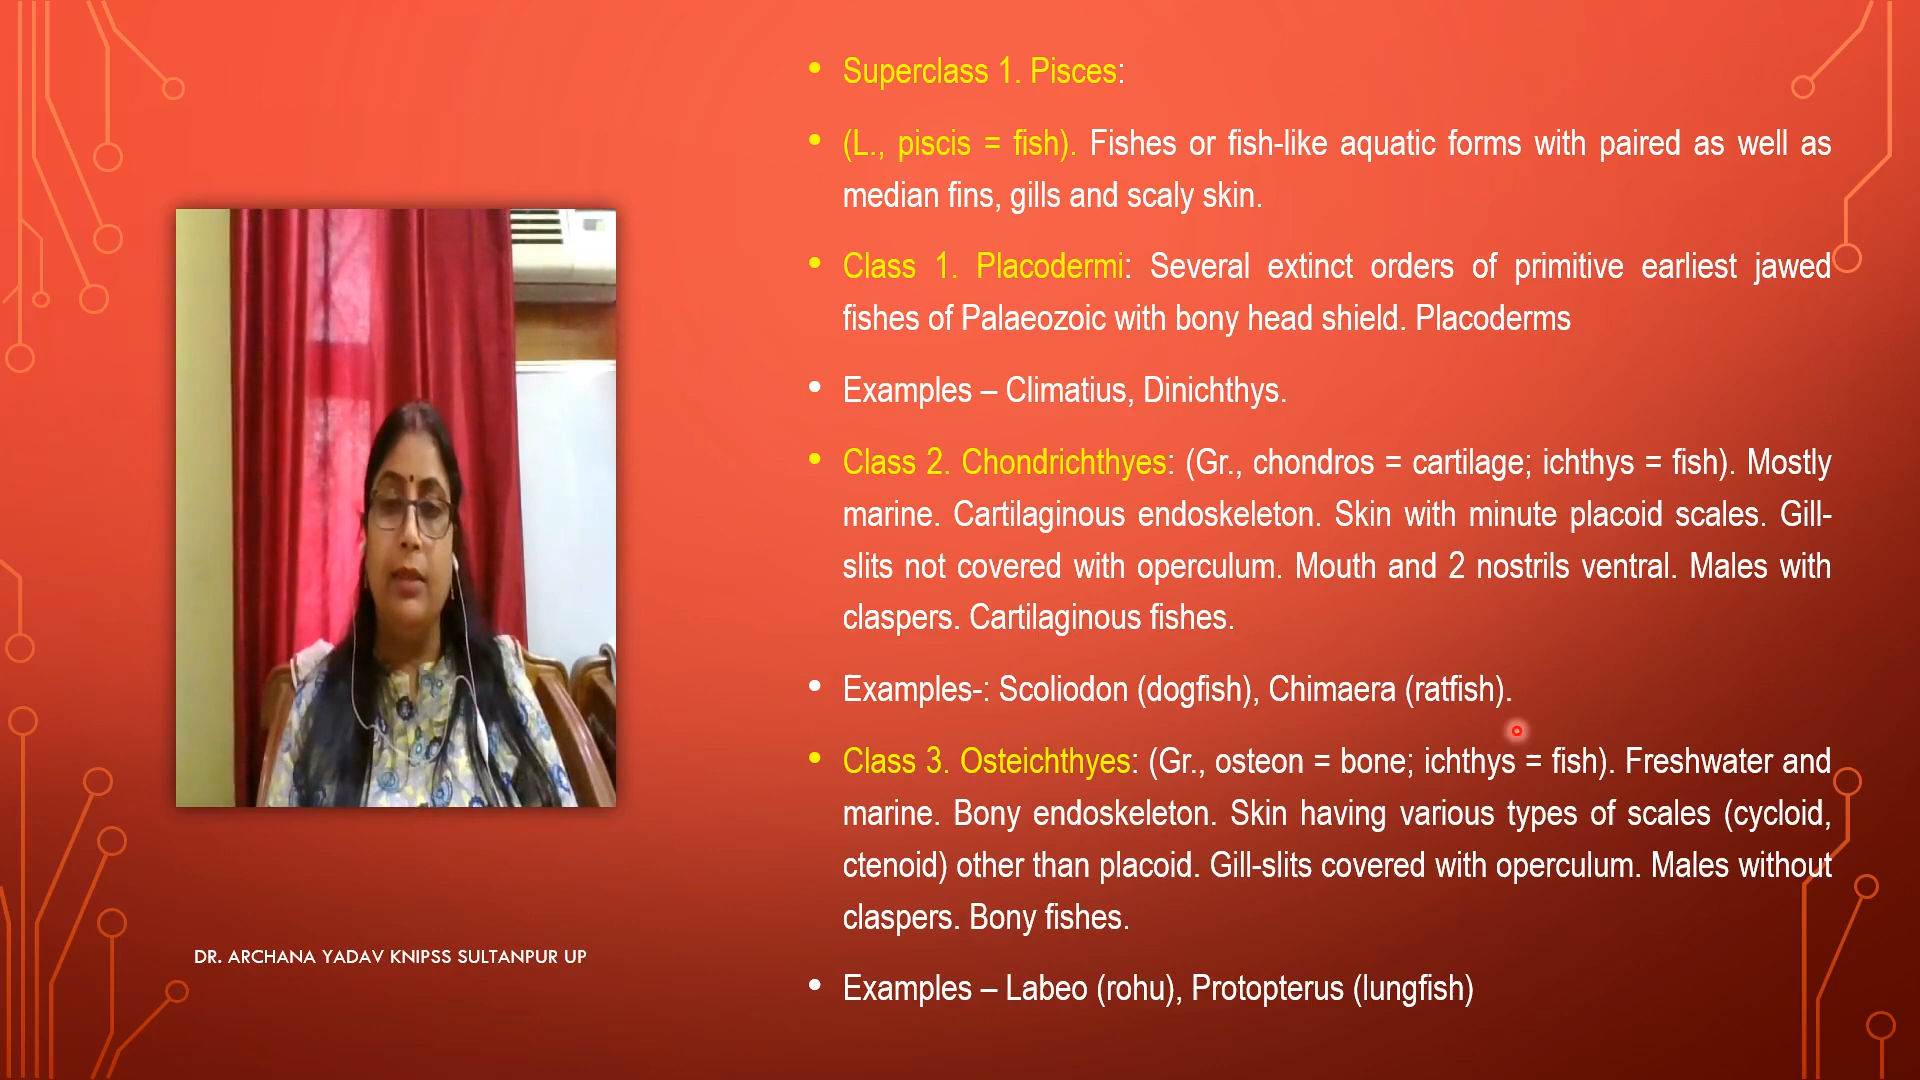 Superclass 1. Pisces:
(L., piscis = fish). Fishes or fish-like aquatic forms with paired as well as
median fins, gills and scaly skin.
Class 1. Placodermi: Several extinct orders of primitive earliest jawed
fishes of Palaeozoic with bony head shield. Placoderms
Examples – Climatius, Dinichthys.
Class 2. Chondrichthyes: (Gr., chondros = cartilage; ichthys = fish). Mostly
marine. Cartilaginous endoskeleton. Skin with minute placoid scales. Gill-
slits not covered with operculum. Mouth and 2 nostrils ventral. Males with
claspers. Cartilaginous fishes.
Examples-: Scoliodon (dogfish), Chimaera (ratfish).
Class 3. Osteichthyes: (Gr., osteon = bone; ichthys = fish). Freshwater and
marine. Bony endoskeleton. Skin having various types of scales (cycloid,
ctenoid) other than placoid. Gill-slits covered with operculum. Males without
claspers. Bony fishes.
Examples – Labeo (rohu), Protopterus (lungfish)
DR. ARCHANA YADAV KNIPSS SULTANPUR UP